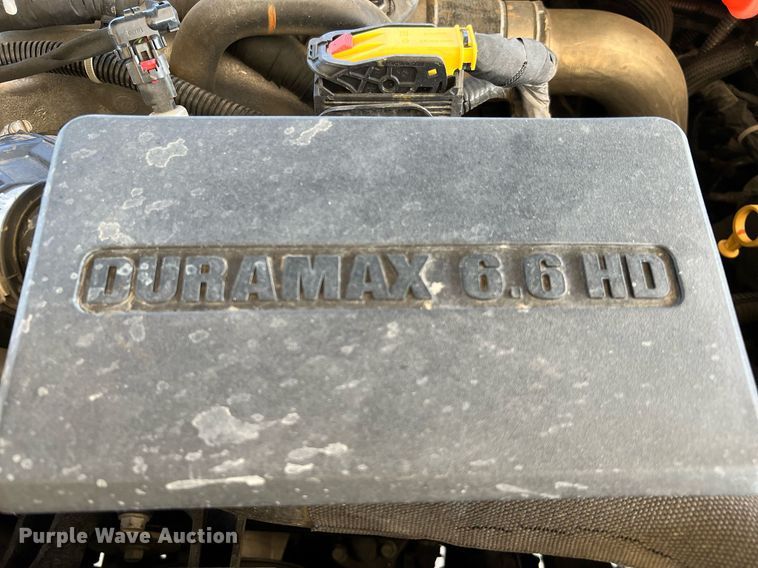 DURAMAX 6.6 HD
Purple Wave Auction